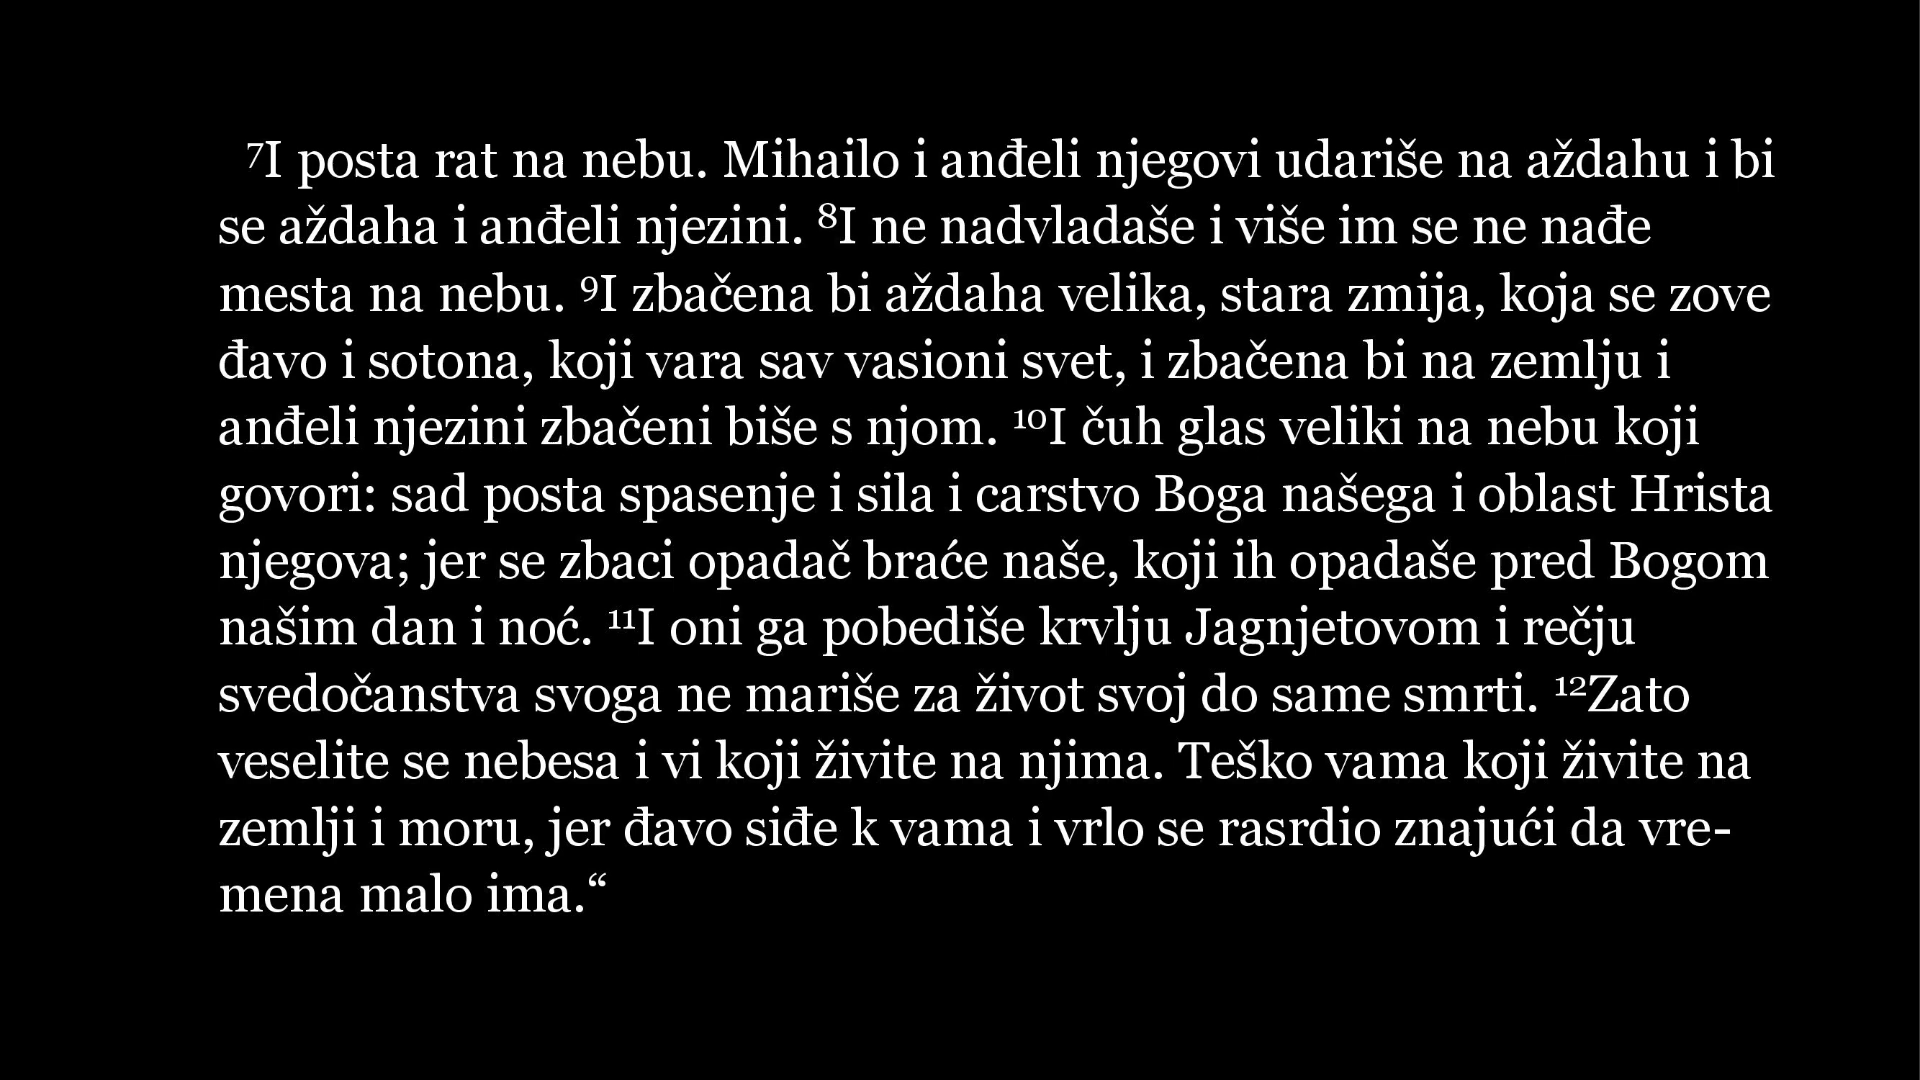 ⁷I posta rat na nebu. Mihailo i anđeli njegovi udariše na aždahu i bi
se aždaha i anđeli njezini. ⁸I ne nadvladaše i više im se ne nađe
mesta na nebu. ⁹I zbačena bi aždaha velika, stara zmija, koja se zove
đavo i sotona, koji vara sav vasioni svet, i zbačena bi na zemlju i
anđeli njezini zbačeni biše s njom. ¹⁰I čuh glas veliki na nebu koji
govori: sad posta spasenje i sila i carstvo Boga našega i oblast Hrista
njegova; jer se zbaci opadač braće naše, koji ih opadaše pred Bogom
našim dan i noć. ¹¹I oni ga pobediše krvlju Jagnjetovom i rečju
svedočanstva svoga ne mariše za život svoj do same smrti. ¹²Zato
veselite se nebesa i vi koji živite na njima. Teško vama koji živite na
zemlji i moru, jer đavo siđe k vama i vrlo se rasrdio znajući da vre-
mena malo ima.“